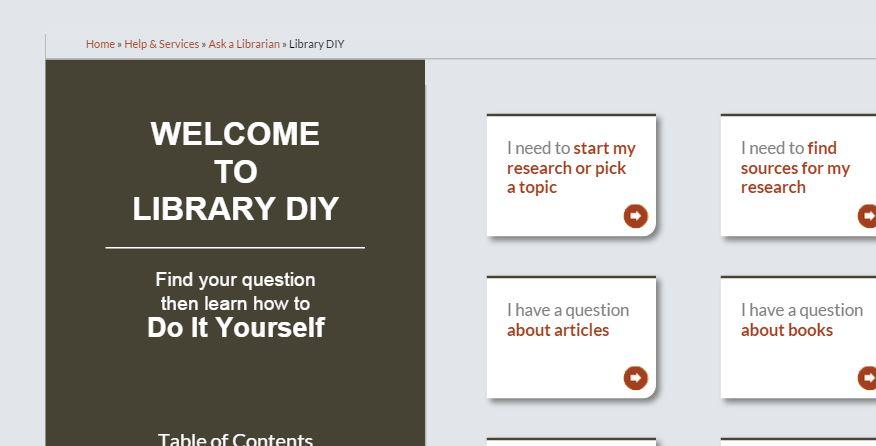 Home » Help & Services » Ask a Librarian » Library DIY
WELCOME
TO
LIBRARY DIY
Find your question
then learn how to
Do It Yourself
Table of Contents
I need to start my
research or pick
a topic
I need to find
sources for my
research
I have a question
about articles
I have a question
about books